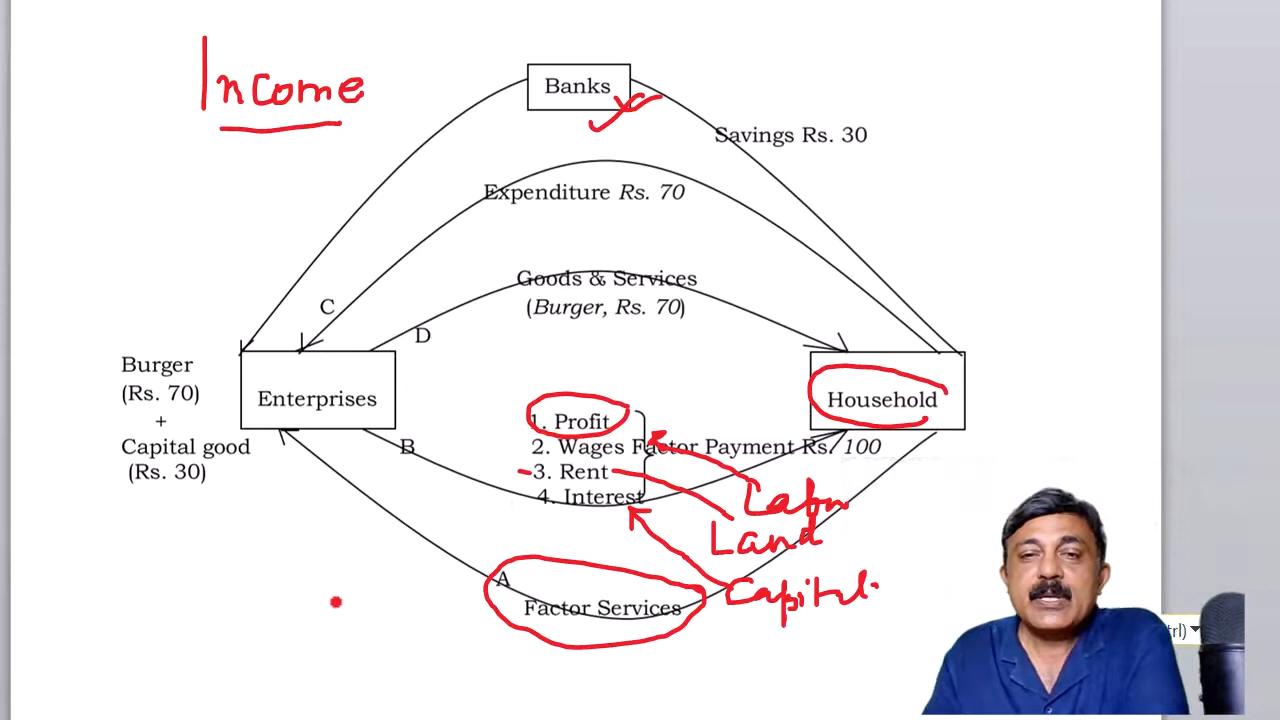 Income
Banks
Savings Rs. 30
Expenditure Rs. 70
Goods & Services
(Burger, Rs. 70)
C
D
Burger
(Rs. 70)
+
Capital good
(Rs. 30)
Enterprises
Household
1. Profit
B
2. Wages Factor Payment Rs. 100
3. Rent
4. Interest
Labour
Land
Capital
A
Factor Services
trl)